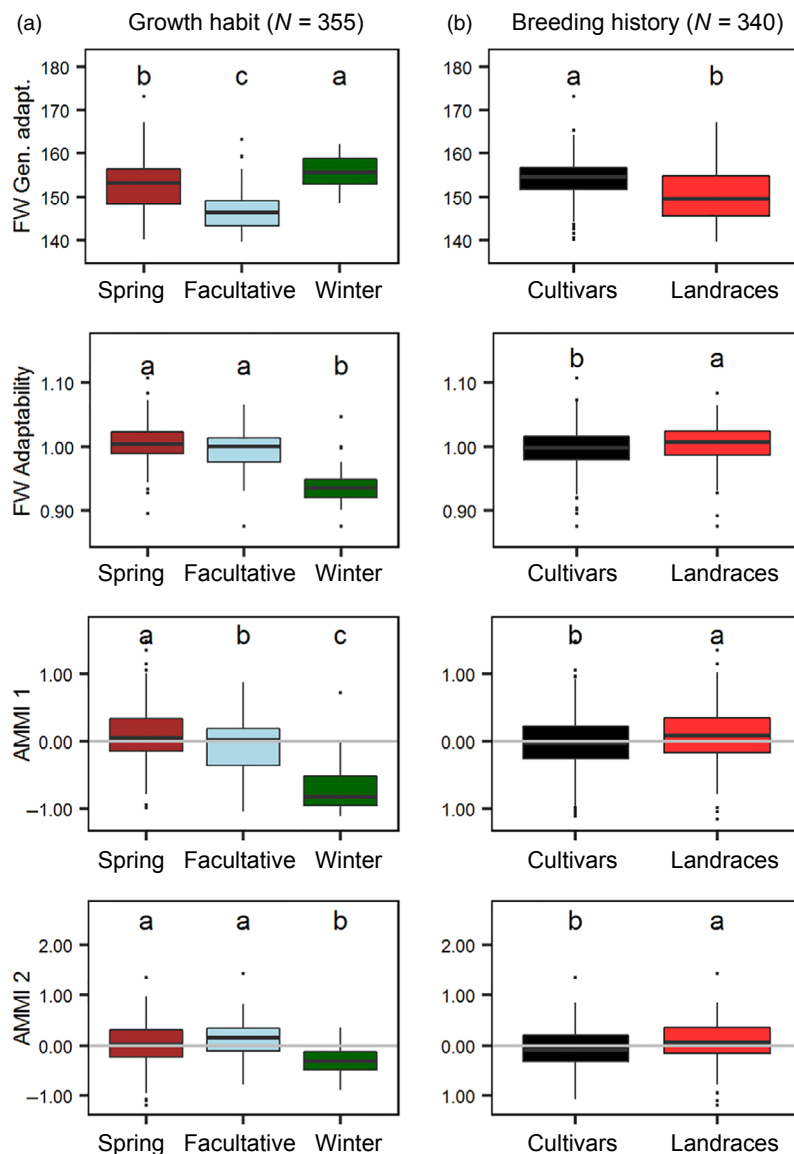 (a) Growth habit (N = 355) (b) Breeding history (N = 340)
FW Gen. adapt.
180
170
160
150
140
b c a
Spring Facultative Winter
180
170
160
150
140
a b
Cultivars Landraces
FW Adaptability
1.10
1.00
0.90
a a b
Spring Facultative Winter
1.10
1.00
0.90
b a
Cultivars Landraces
AMMI 1
1.00
0.00
–1.00
a b c
Spring Facultative Winter
1.00
0.00
1.00
b a
Cultivars Landraces
AMMI 2
2.00
1.00
0.00
–1.00
a a b
Spring Facultative Winter
2.00
1.00
0.00
1.00
b a
Cultivars Landraces